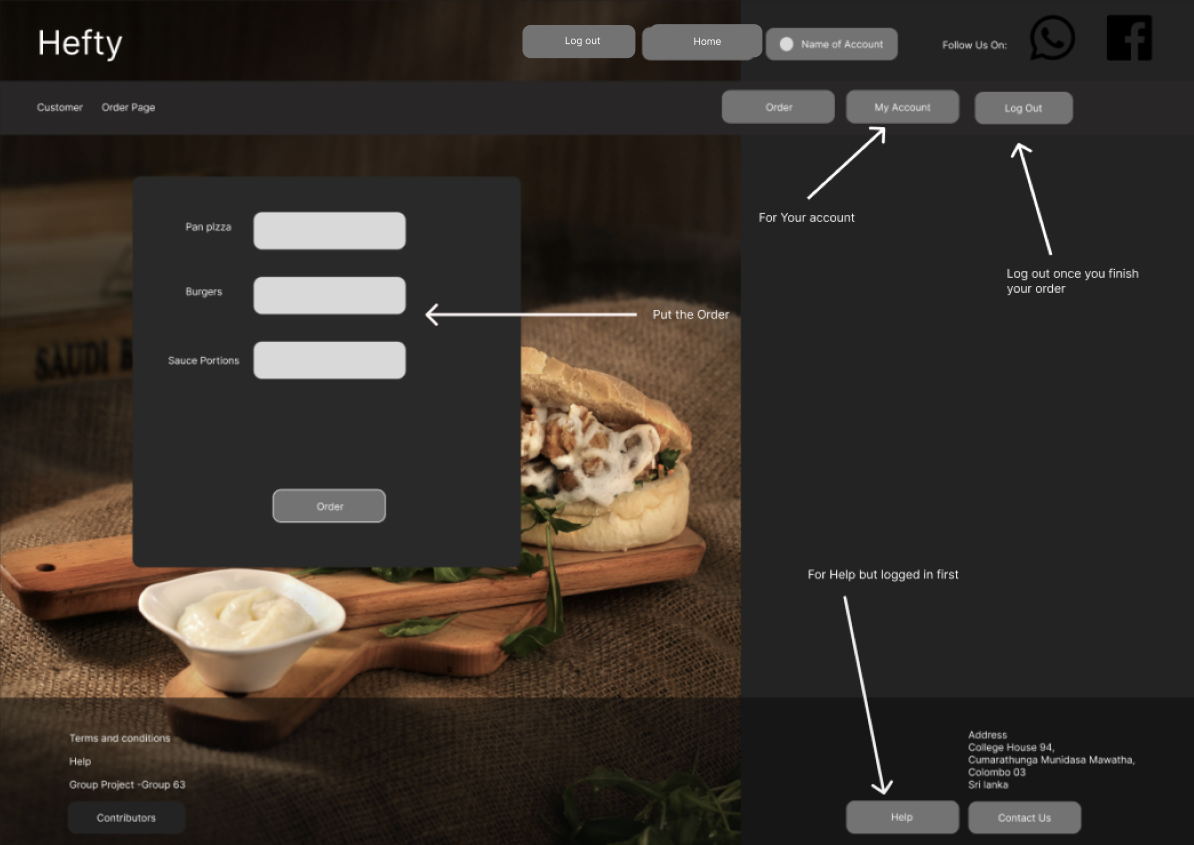 Hefty
Log out
Home
Name of Account
Follow Us On:
Customer
Order Page
Order
My Account
Log Out
For Your account
Log out once you finish
your order
Pan pIzza
Burgers
Put the Order
Sauce Portions
SAUDI B
Order
For Help but logged in first
Terms and conditions
Help
Group Project -Group 63
Contributors
Address
College House 94,
Cumarathunga Munidasa Mawatha,
Colombo 03
Sri lanka
Help
Contact Us